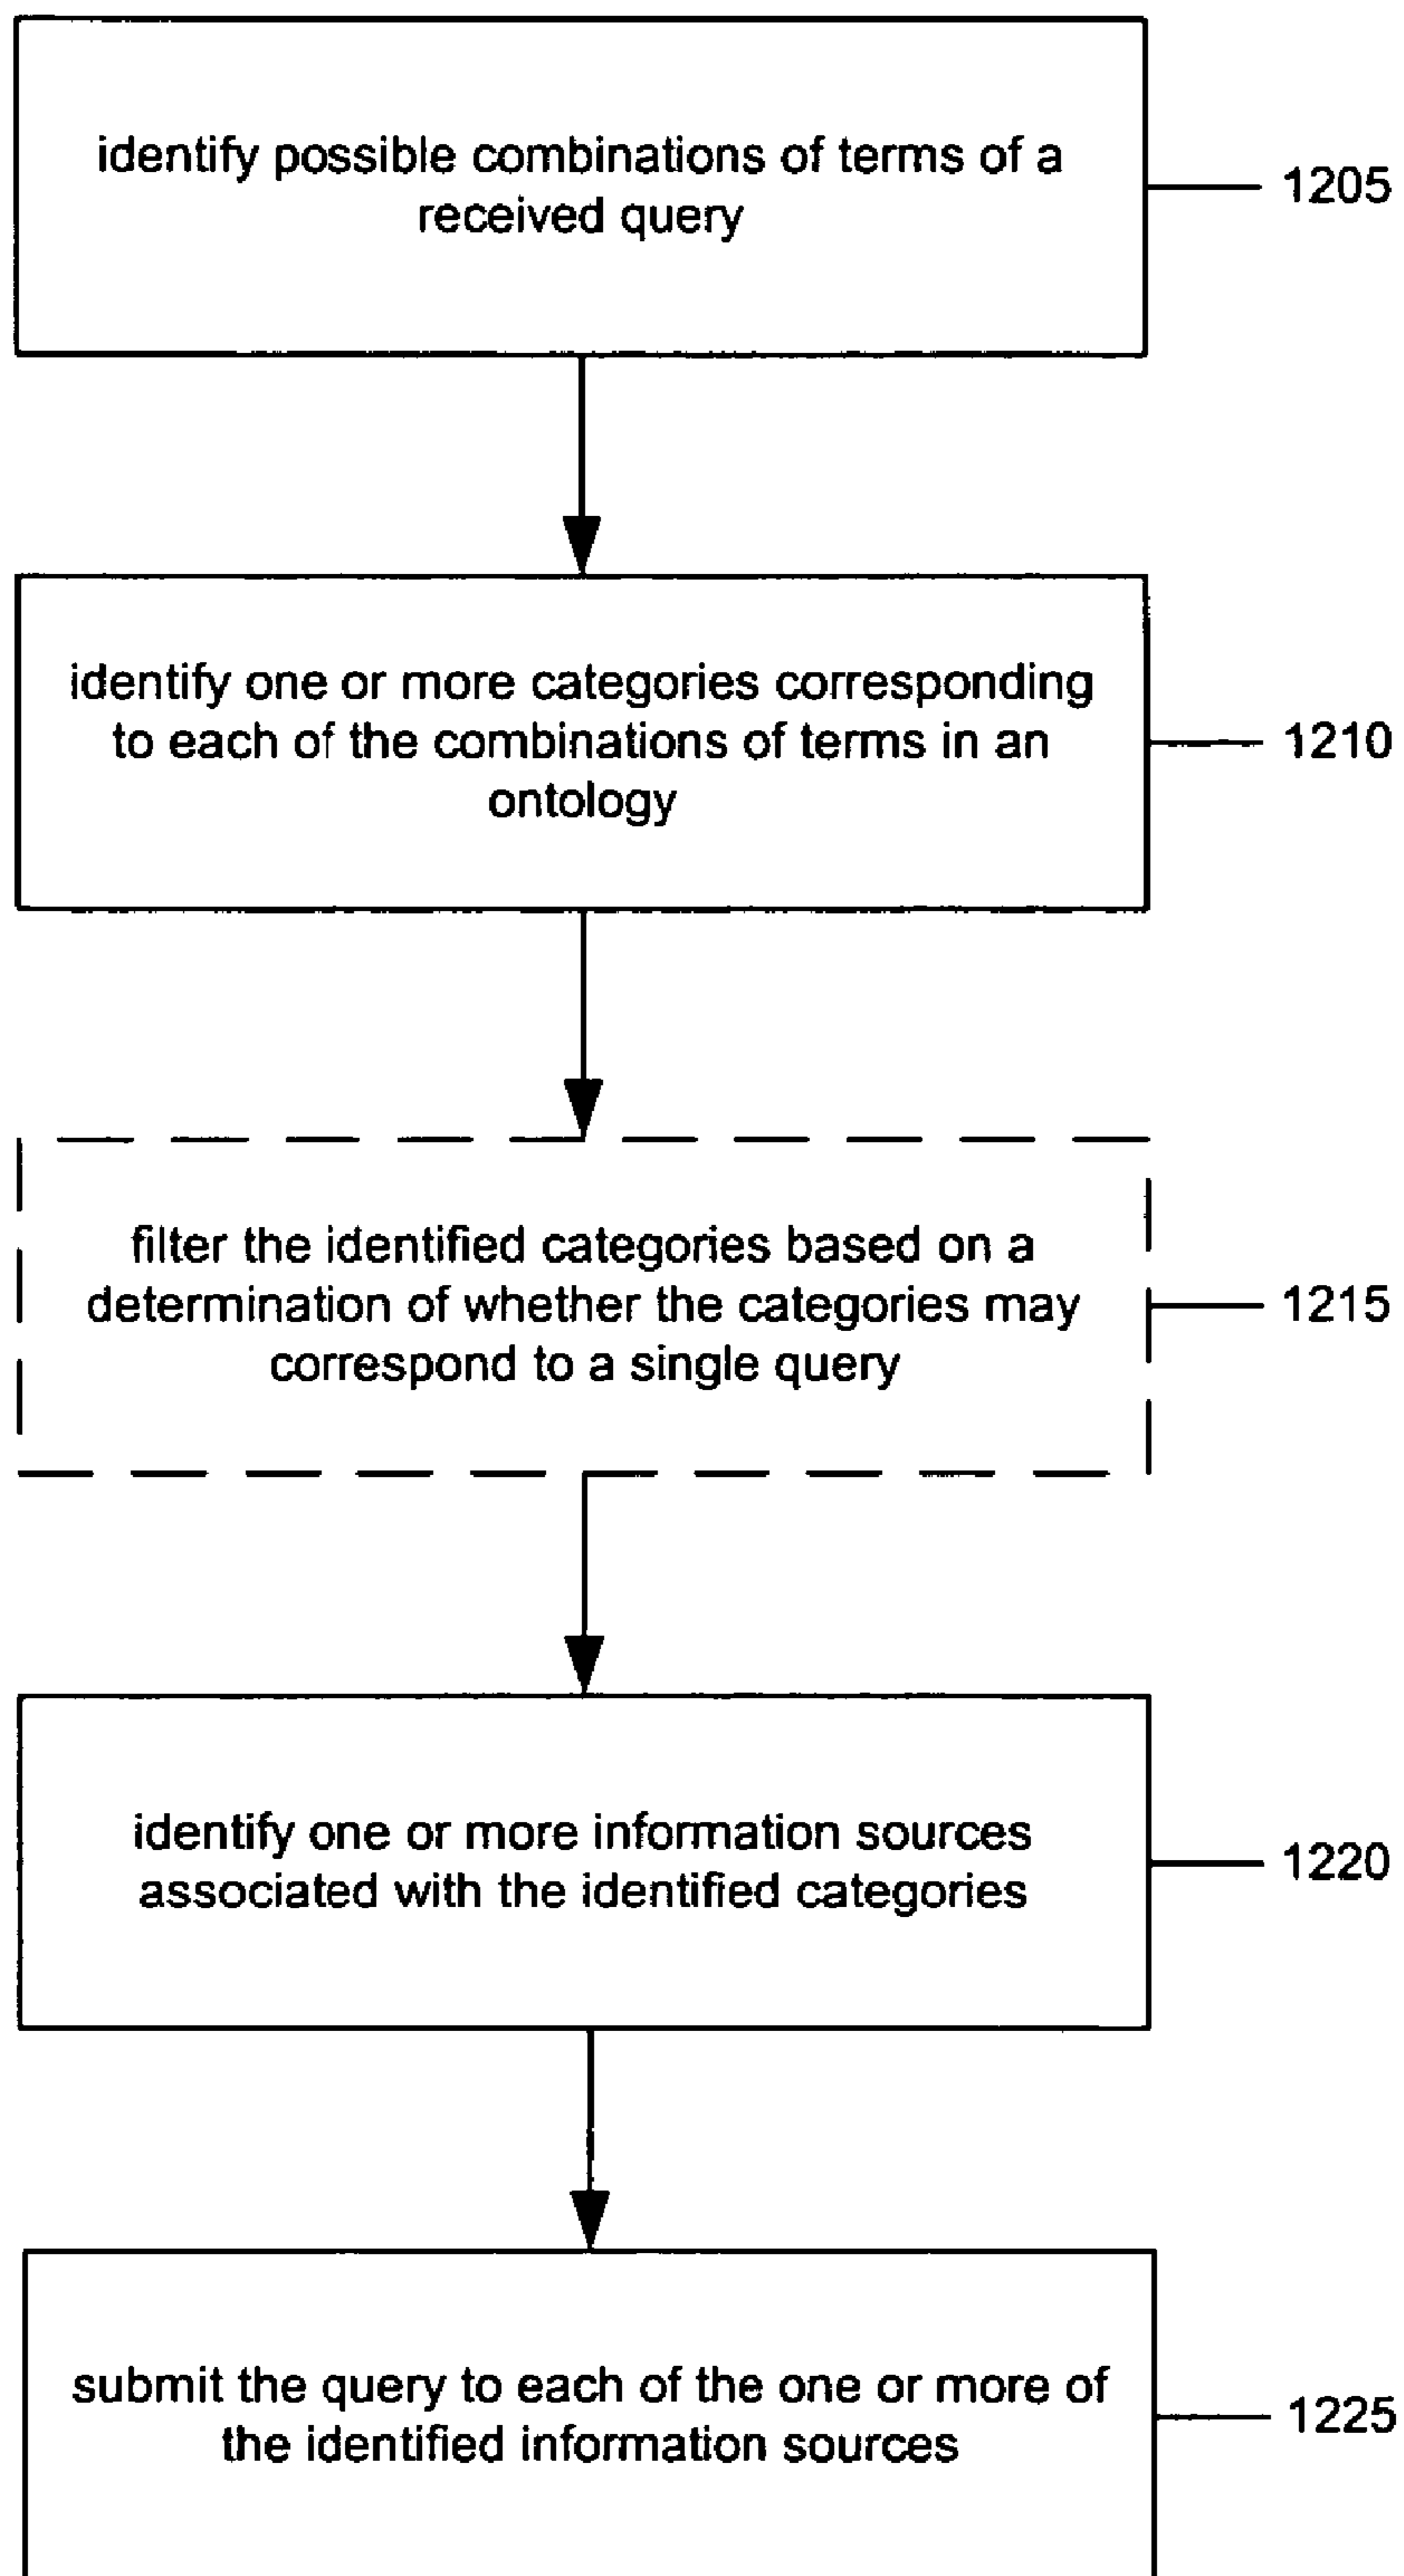 identify possible combinations of terms of a
received query
1205
identify one or more categories corresponding
to each of the combinations of terms in an
ontology
1210
filter the identified categories based on a
determination of whether the categories may
correspond to a single query
1215
identify one or more information sources
associated with the identified categories
1220
submit the query to each of the one or more of
the identified information sources
1225